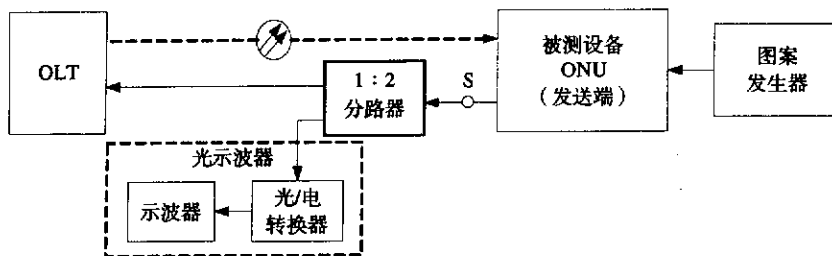 OLT
1：2
分路器
S
被测设备
ONU
（发送端）
图案
发生器
光示波器
示波器
光/电
转换器